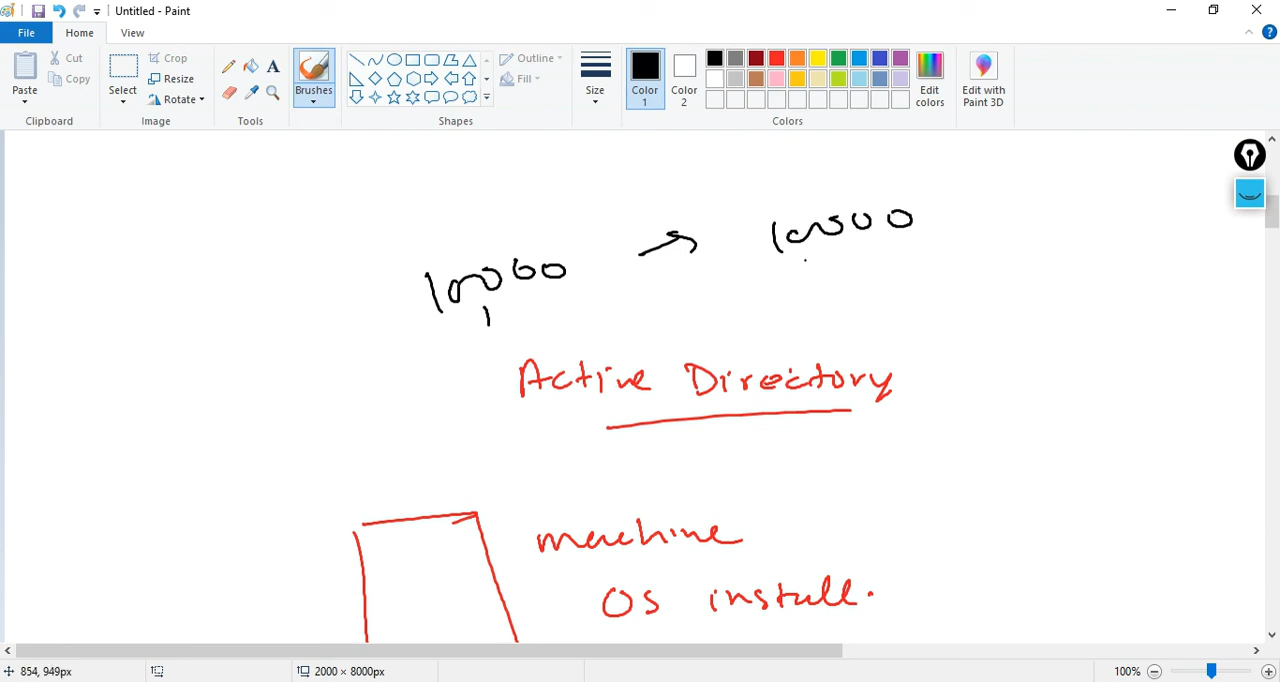 Untitled - Paint
File Home View
Paste
Cut
Copy
Clipboard
Select
Crop
Resize
Rotate
Image
Tools
Brushes
Shapes
Outline
Fill
Size
Color 1
Color 2
Edit colors
Colors
Edit with Paint 3D
10000 → 10000
Active Directory
machine
OS install.
854, 949px
2000 × 8000px
100%